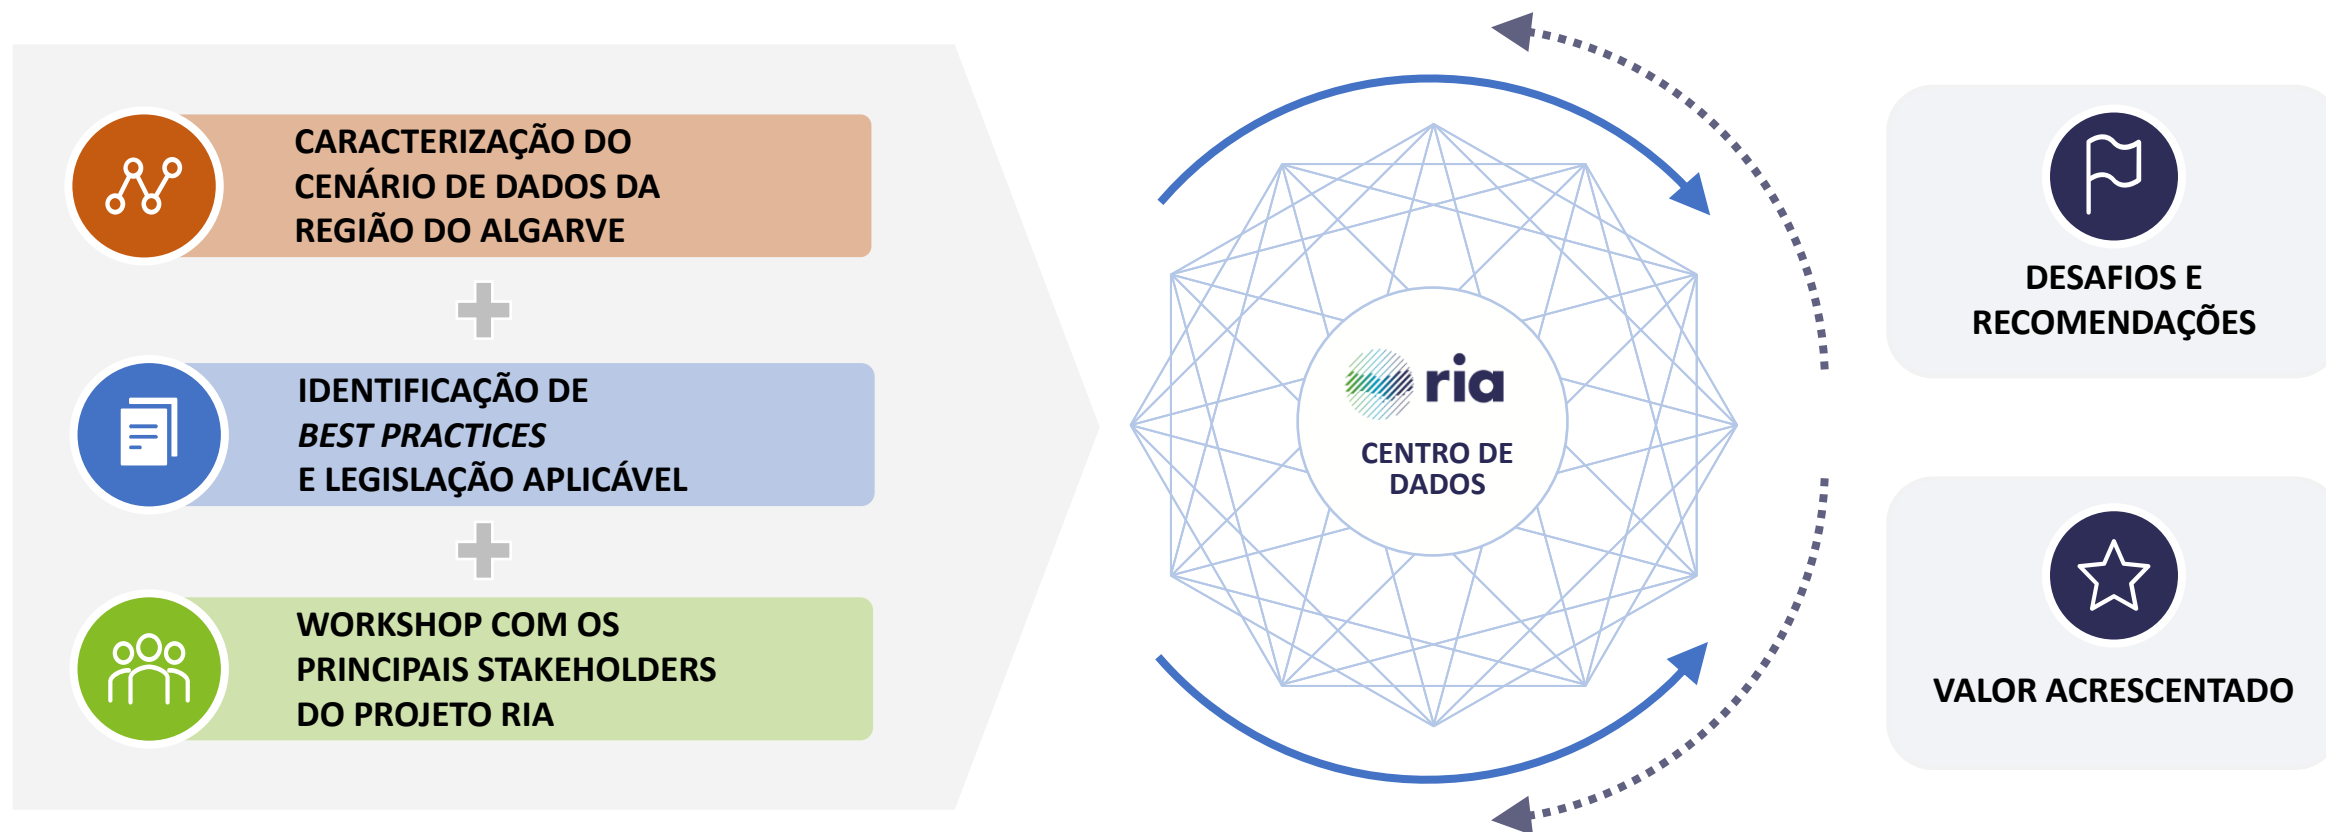 CARACTERIZAÇÃO DO
CENÁRIO DE DADOS DA
REGIÃO DO ALGARVE
IDENTIFICAÇÃO DE
BEST PRACTICES
E LEGISLAÇÃO APLICÁVEL
WORKSHOP COM OS
PRINCIPAIS STAKEHOLDERS
DO PROJETO RIA
ria
CENTRO DE
DADOS
DESAFIOS E
RECOMENDAÇÕES
VALOR ACRESCENTADO